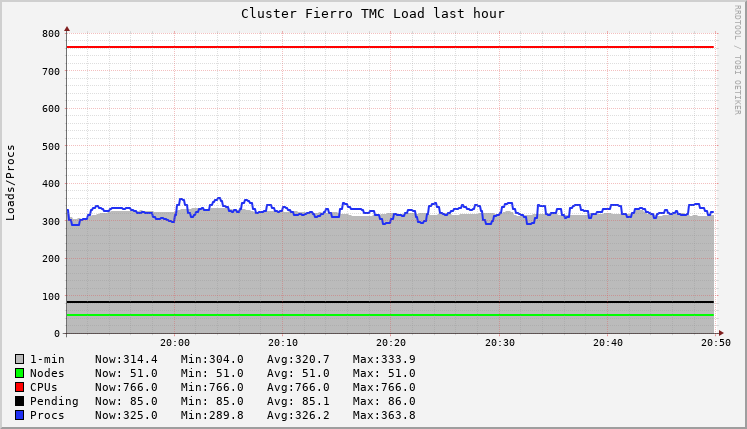 Cluster Fierro TMC Load last hour
RRDTOOL / TOBI OETIKER
Loads/Procs
800
700
600
500
400
300
200
100
0
20:00 20:10 20:20 20:30 20:40 20:50
1-min Now:314.4 Min:304.0 Avg:320.7 Max:333.9
Nodes Now: 51.0 Min: 51.0 Avg: 51.0 Max: 51.0
CPUs Now:766.0 Min:766.0 Avg:766.0 Max:766.0
Pending Now: 85.0 Min: 85.0 Avg: 85.1 Max: 86.0
Procs Now:325.0 Min:289.8 Avg:326.2 Max:363.8